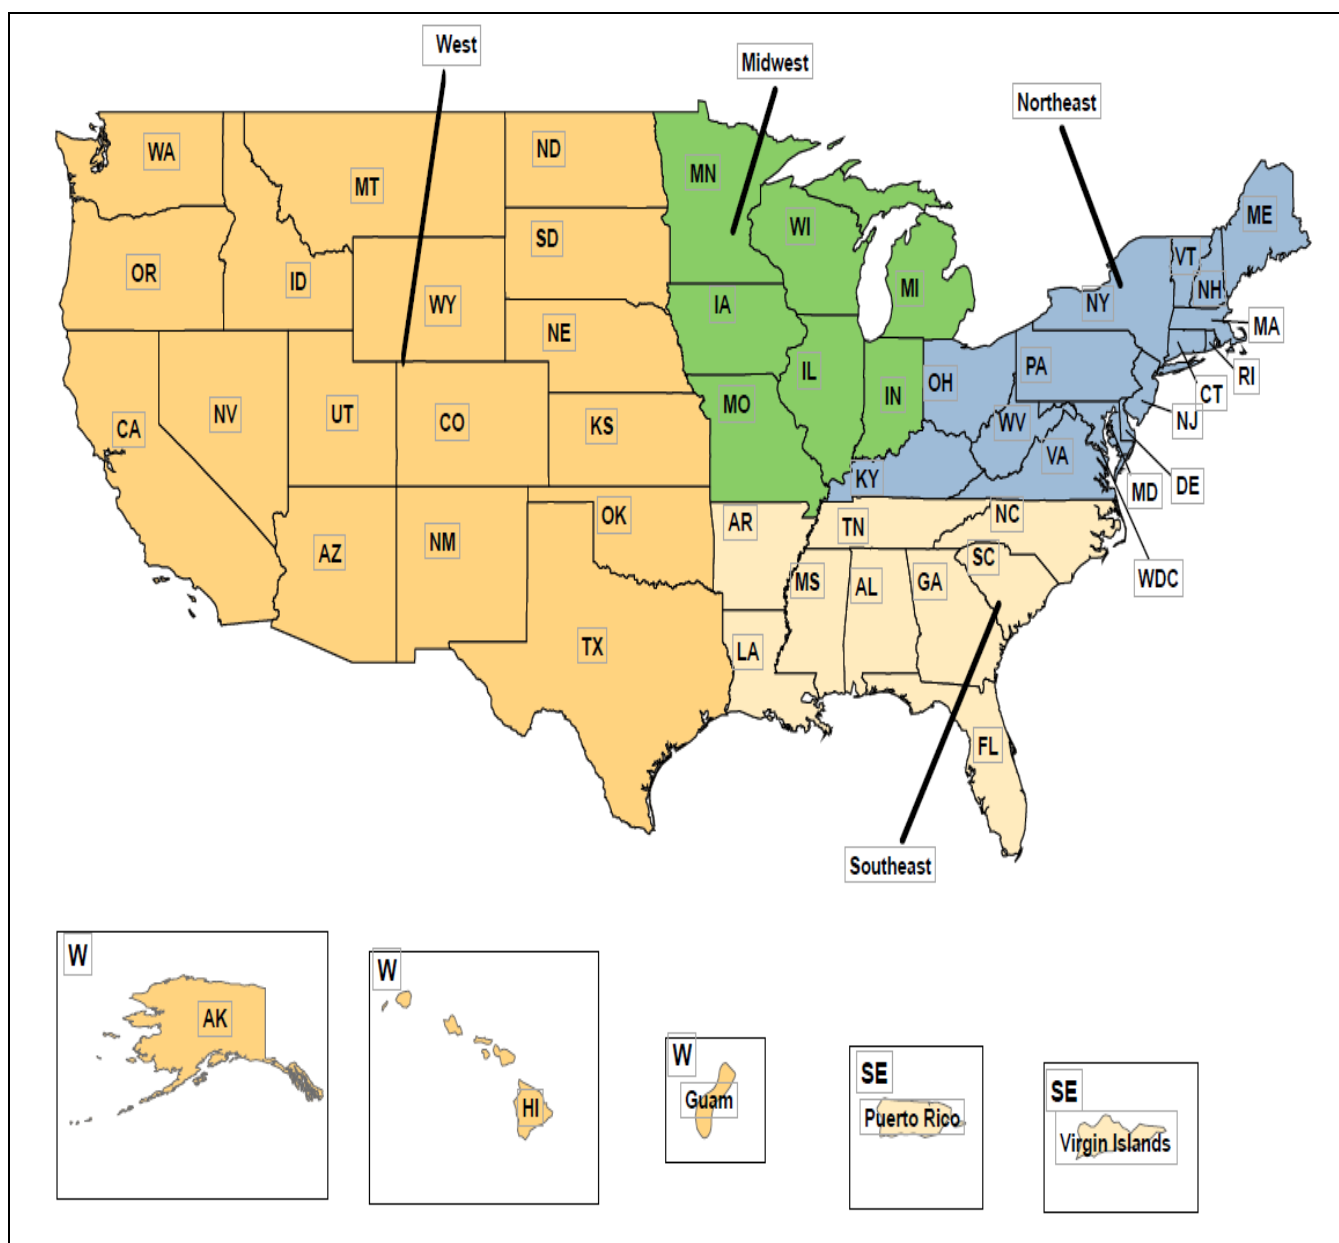 West
Midwest
Northeast
WA
MT
ND
MN
ME
OR
ID
SD
WI
VT
WY
IA
MI
NY
NH
MA
NE
RI
CA
NV
UT
CO
KS
MO
IL
IN
OH
PA
CT
NJ
WV
VA
KY
MD
DE
AZ
NM
OK
AR
TN
NC
SC
WDC
MS
AL
GA
TX
LA
FL
Southeast
W
AK
W
HI
W
Guam
SE
Puerto Rico
SE
Virgin Islands